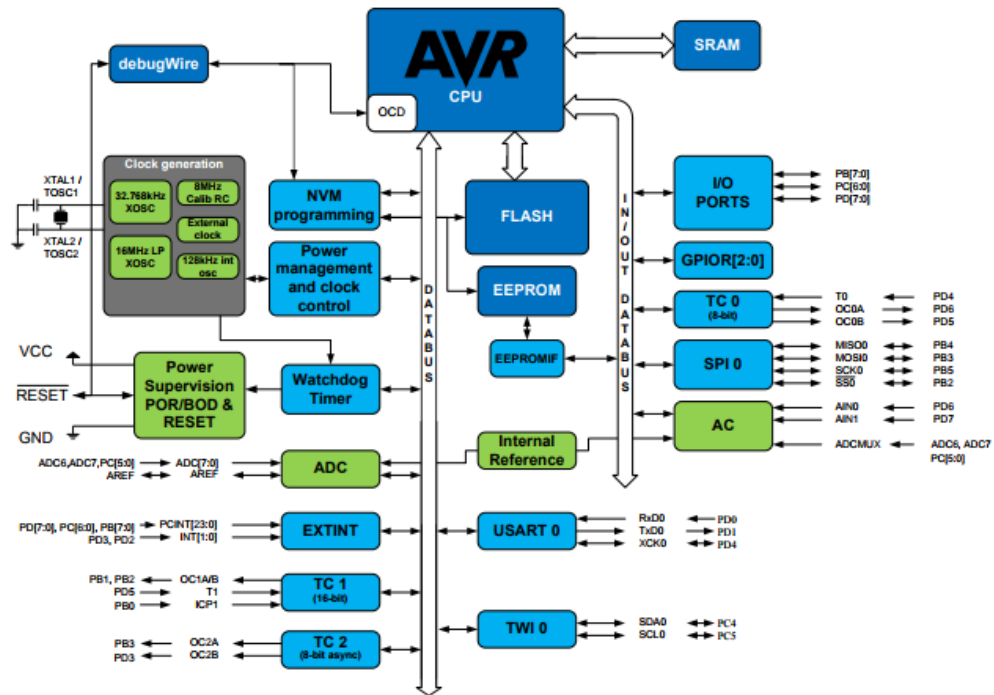 AVR
CPU
OCD
SRAM
debugWire
Clock generation
XTAL1 /
TOSC1
32.768kHz
XOSC
8MHz
Calib RC
External
clock
XTAL2 /
TOSC2
16MHz LP
XOSC
128kHz int
osc
NVM
programming
Power
management
and clock
control
FLASH
EEPROM
EEPROMIF
DATABUS
IN/OUT DATABUS
I/O
PORTS
PB[7:0]
PC[6:0]
PD[7:0]
GPIOR[2:0]
TC 0
(8-bit)
T0 PD4
OC0A PD6
OC0B PD5
SPI 0
MISO0 PB4
MOSI0 PB3
SCK0 PB5
SS0 PB2
AC
AIN0 PD6
AIN1 PD7
ADCMUX ADC6, ADC7
PC[5:0]
VCC
RESET
GND
Power
Supervision
POR/BOD &
RESET
Watchdog
Timer
Internal
Reference
ADC6,ADC7,PC[5:0] ADC[7:0]
AREF AREF
ADC
PD[7:0], PC[6:0], PB[7:0] PCINT[23:0]
PD3, PD2 INT[1:0]
EXTINT
USART 0
RxD0 PD0
TxD0 PD1
XCK0 PD4
PB1, PB2 OC1A/B
PD5 T1
PB0 ICP1
TC 1
(16-bit)
TWI 0
SDA0 PC4
SCL0 PC5
PB3 OC2A
PD3 OC2B
TC 2
(8-bit async)